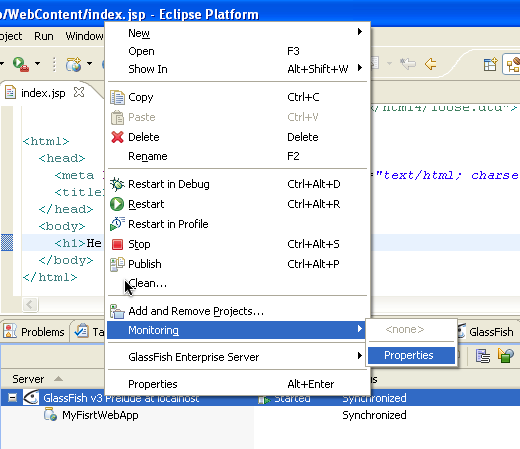 o/WebContent/index.jsp - Eclipse Platform
oject Run Window
New
Open F3
Show In Alt+Shift+W
index.jsp
Copy Ctrl+C
Paste Ctrl+V
Delete Delete
Rename F2
Restart in Debug Ctrl+Alt+D
Restart Ctrl+Alt+R
Restart in Profile
Stop Ctrl+Alt+S
Publish Ctrl+Alt+P
Clean...
Add and Remove Projects...
Monitoring
GlassFish Enterprise Server
Properties Alt+Enter
<none>
Properties
/html4/loose.dtd">
<html>
<head>
<meta
="text/html; charse
<title
</head>
<body>
<h1>He
</body>
</html>
Problems Ta GlassFish
Server s
GlassFish v3 Prelude at localhost Started Synchronized
MyFisrtWebApp Synchronized